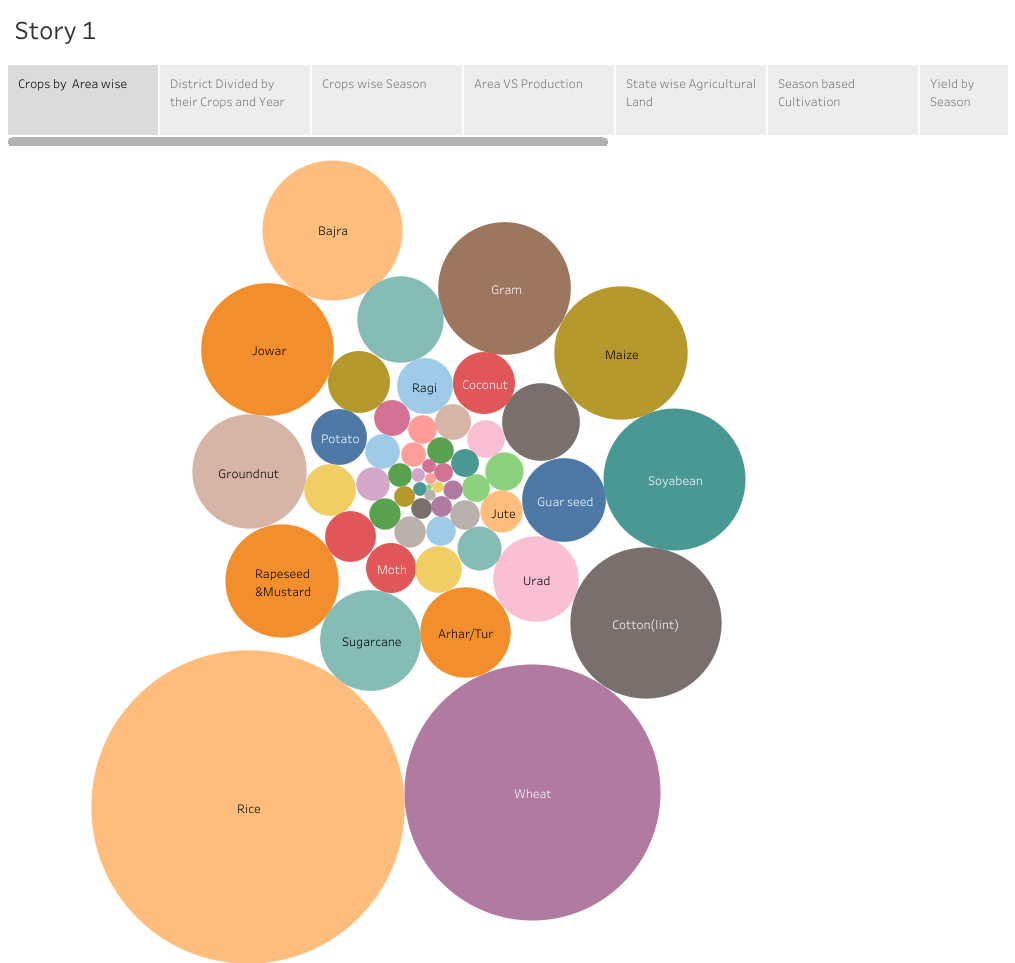 Story 1
Crops by Area wise
District Divided by
their Crops and Year
Crops wise Season
Area VS Production
State wise Agricultural
Land
Season based
Cultivation
Yield by
Season
Bajra
Gram
Jowar
Maize
Ragi
Coconut
Potato
Groundnut
Soyabean
Guar seed
Jute
Moth
Rapeseed
&Mustard
Urad
Cotton(lint)
Sugarcane
Arhar/Tur
Rice
Wheat